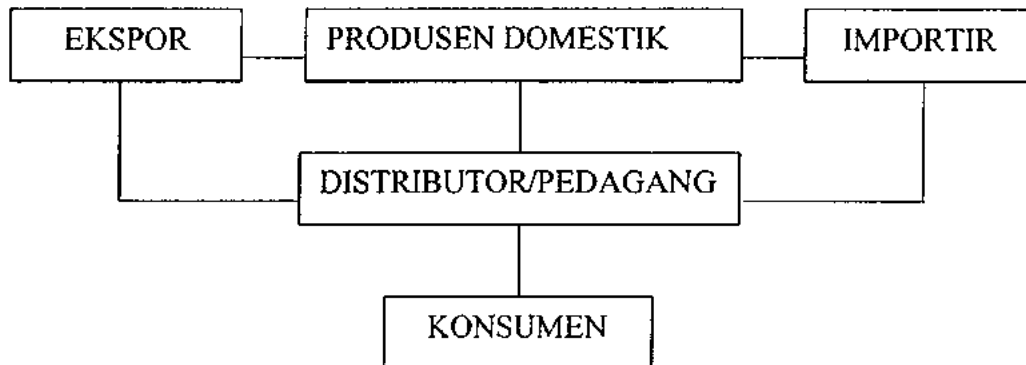 EKSPOR
PRODUSEN DOMESTIK
IMPORTIR
DISTRIBUTOR/PEDAGANG
KONSUMEN